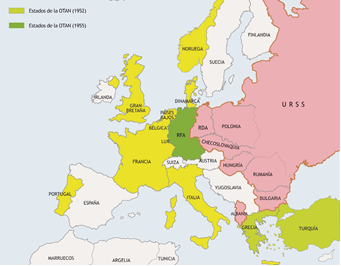 Estados de la OTAN (1952)
Estados de la OTAN (1955)
NORUEGA
FINLANDIA
SUECIA
URSS
IRLANDA
GRAN
BRETAÑA
DINAMARCA
PAÍSES
BAJOS
BÉLGICA
LUX
RFA
RDA
POLONIA
CHECOSLOVAQUIA
FRANCIA
SUIZA
AUSTRIA
HUNGRÍA
RUMANÍA
YUGOSLAVIA
BULGARIA
ITALIA
ALBANIA
PORTUGAL
ESPAÑA
GRECIA
TURQUÍA
MARRUECOS
ARGELIA
TUNICIA